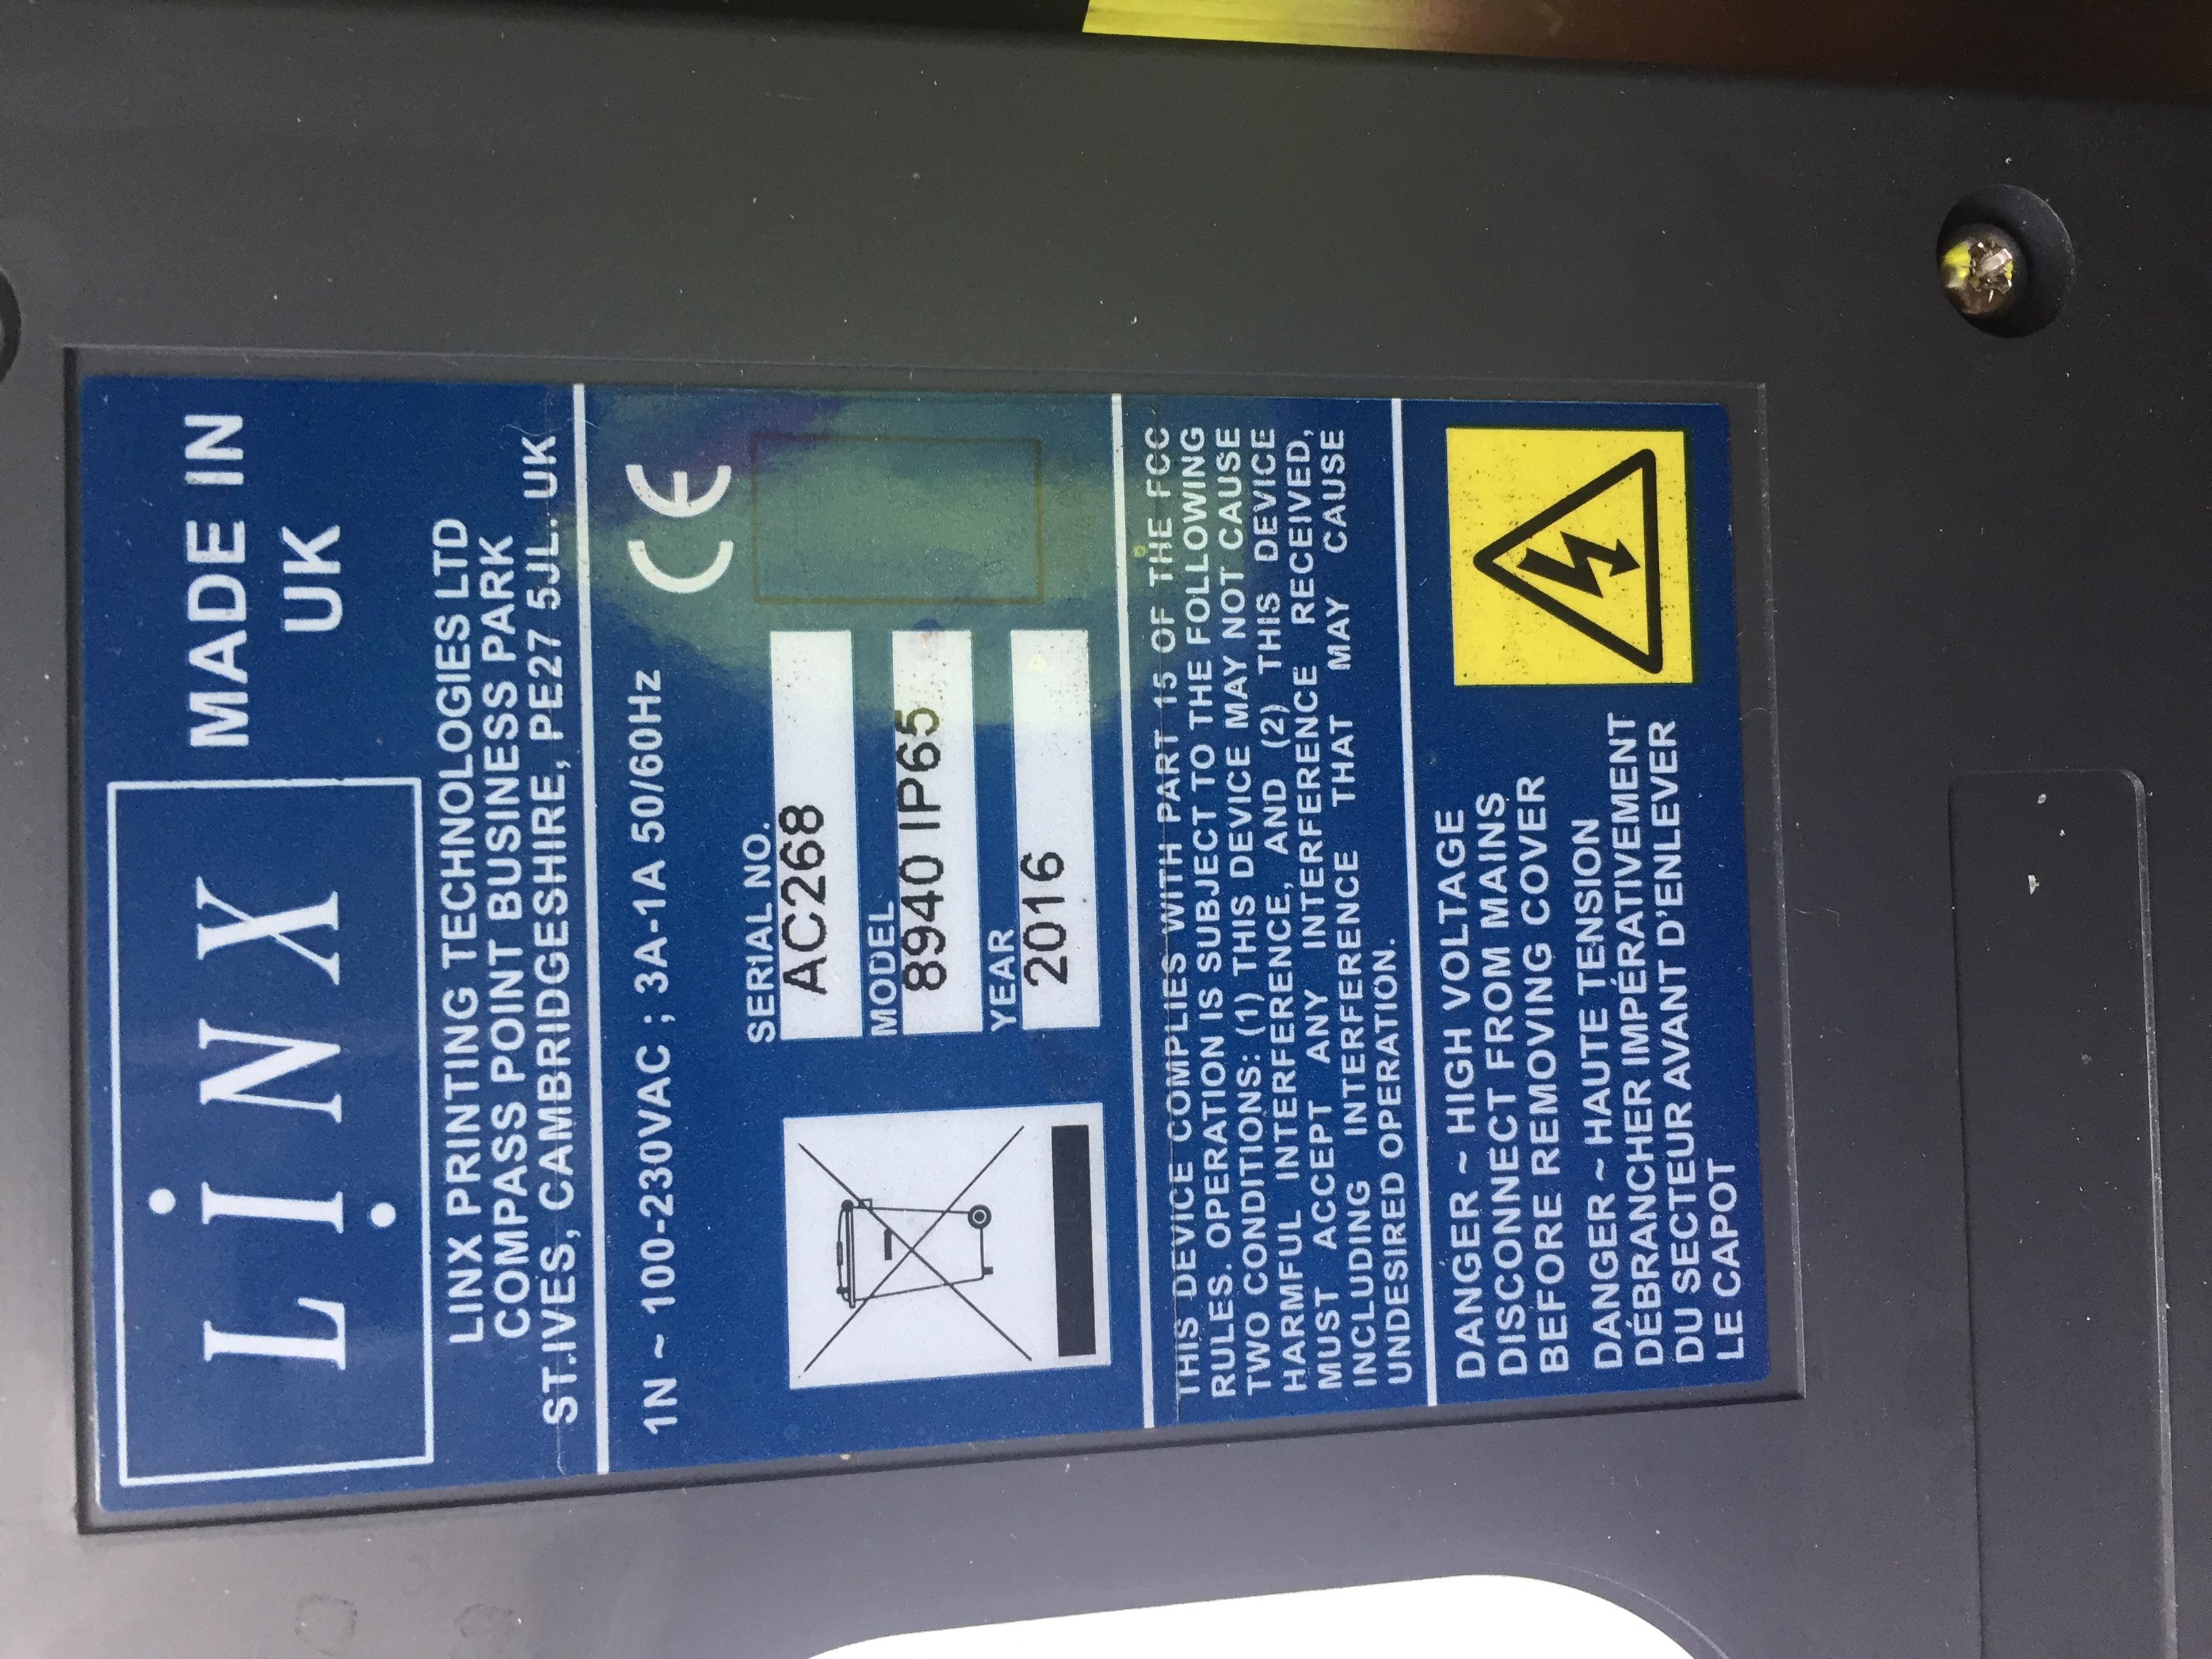 LINX
MADE IN
UK
LINX PRINTING TECHNOLOGIES LTD
COMPASS POINT BUSINESS PARK
ST.IVES, CAMBRIDGESHIRE, PE27 5JL. UK
1N ~ 100-230VAC ; 3A-1A 50/60Hz
CE
SERIAL NO.
AC268
MODEL
8940 IP65
YEAR
2016
THIS DEVICE COMPLIES WITH PART 15 OF THE FCC
RULES. OPERATION IS SUBJECT TO THE FOLLOWING
TWO CONDITIONS: (1) THIS DEVICE MAY NOT CAUSE
HARMFUL INTERFERENCE, AND (2) THIS DEVICE
MUST ACCEPT ANY INTERFERENCE RECEIVED,
INCLUDING INTERFERENCE THAT MAY CAUSE
UNDESIRED OPERATION.
DANGER ~ HIGH VOLTAGE
DISCONNECT FROM MAINS
BEFORE REMOVING COVER
DANGER ~ HAUTE TENSION
DÉBRANCHER IMPÉRATIVEMENT
DU SECTEUR AVANT D'ENLEVER
LE CAPOT